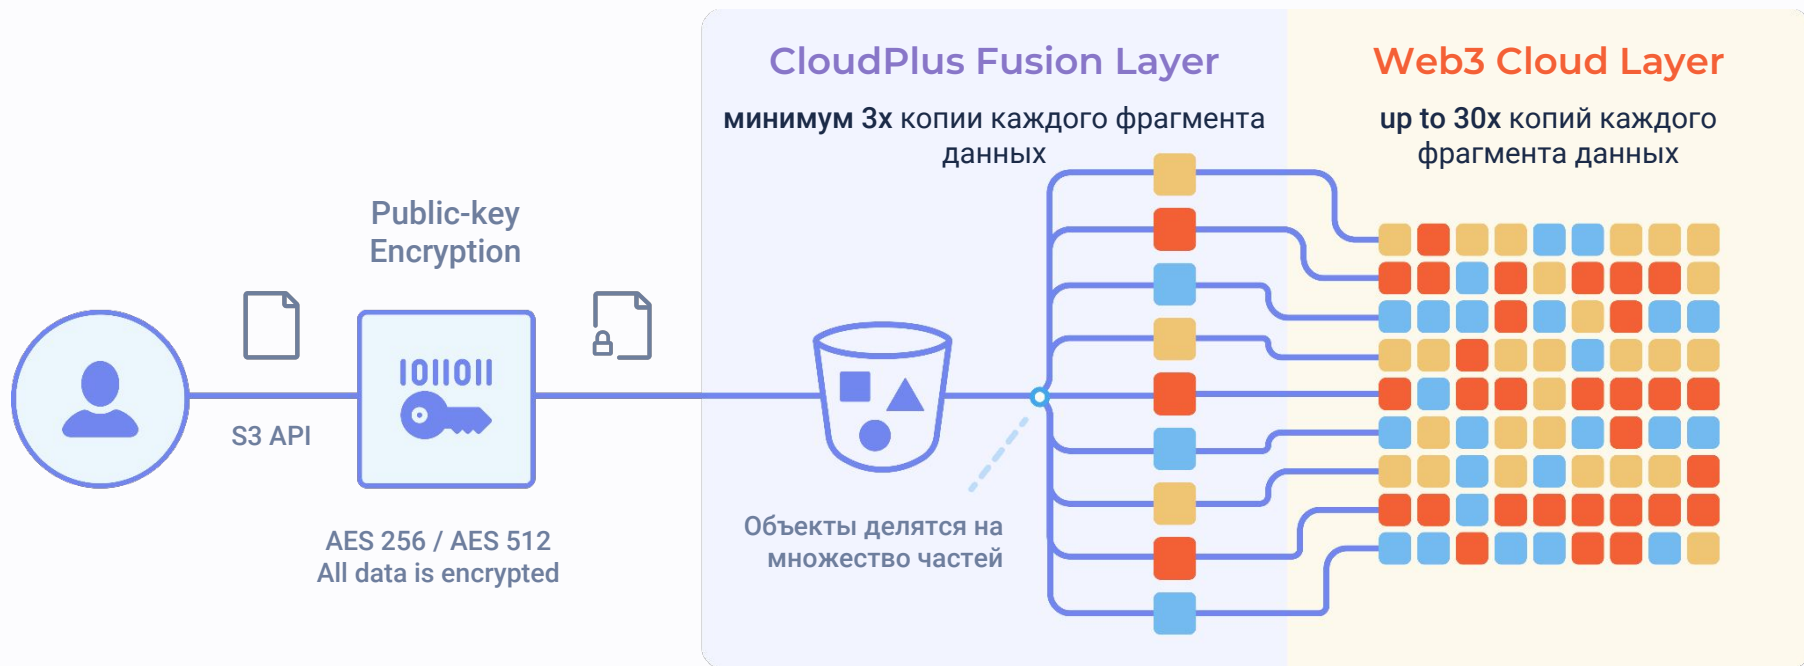 CloudPlus Fusion Layer
минимум 3x копии каждого фрагмента
данных
Web3 Cloud Layer
up to 30x копий каждого
фрагмента данных
Public-key
Encryption
1011011
S3 API
AES 256 / AES 512
All data is encrypted
Объекты делятся на
множество частей